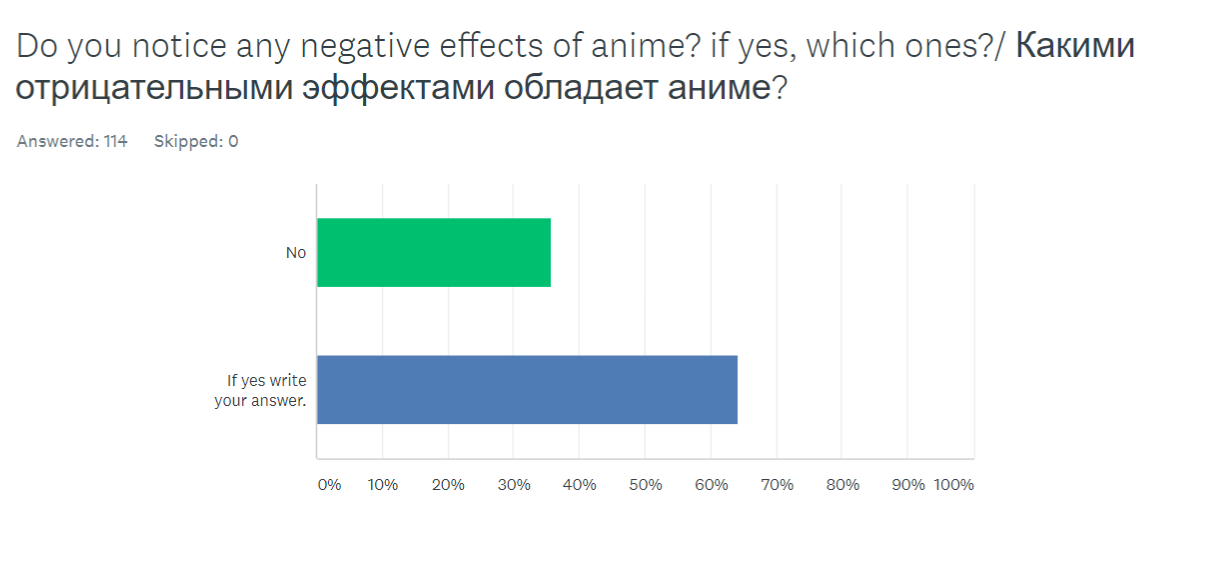 Do you notice any negative effects of anime? if yes, which ones?/ Какими
отрицательными эффектами обладает аниме?
Answered: 114 Skipped: 0
No
If yes write
your answer.
0% 10% 20% 30% 40% 50% 60% 70% 80% 90% 100%